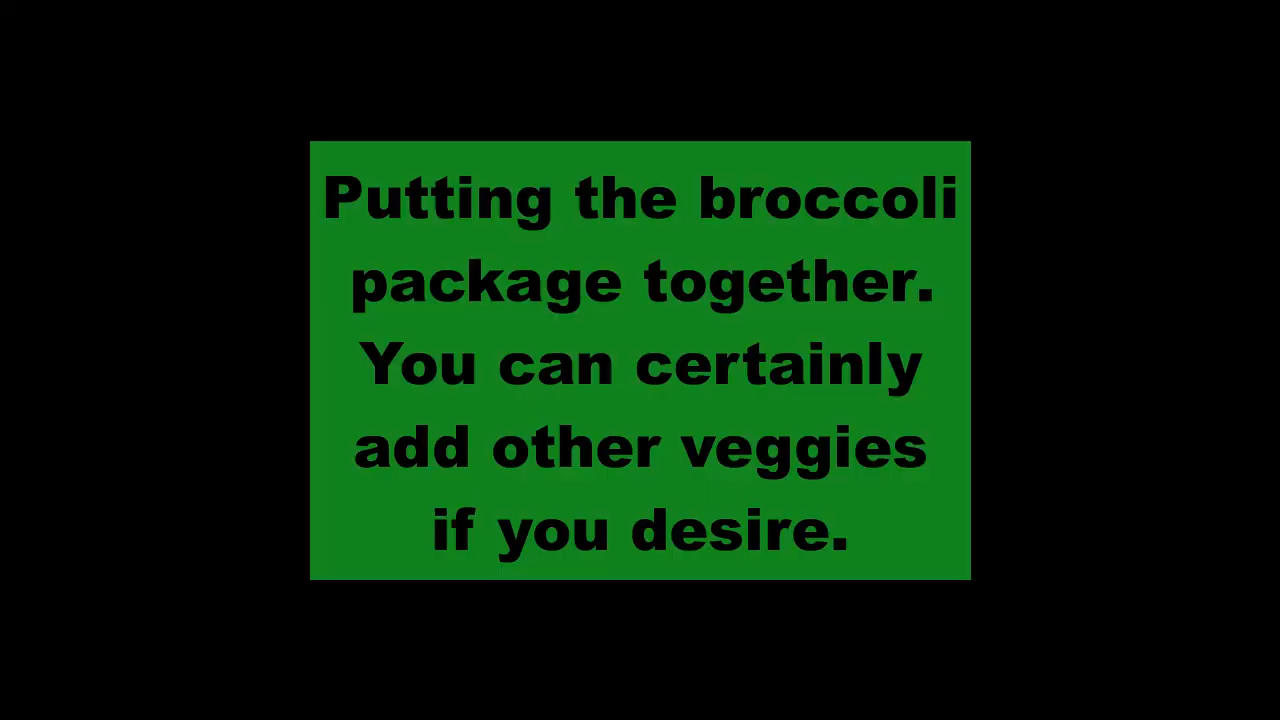 Putting the broccoli
package together.
You can certainly
add other veggies
if you desire.